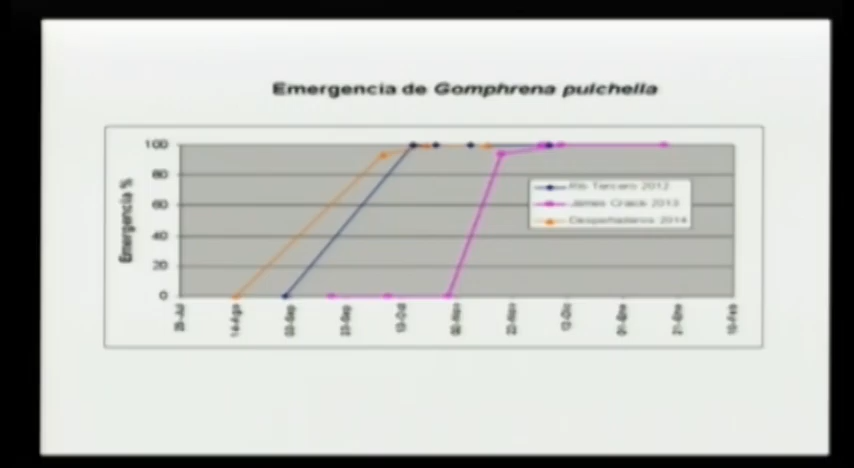 Emergencia de Gomphrena pulchella
Emergencia %
100
80
60
40
20
0
Río Tercero 2012
James Craick 2013
Despeñaderos 2014
25-Jul
14-Ago
03-Sep
23-Sep
13-Oct
02-Nov
22-Nov
12-Dic
01-Ene
21-Ene
10-Feb